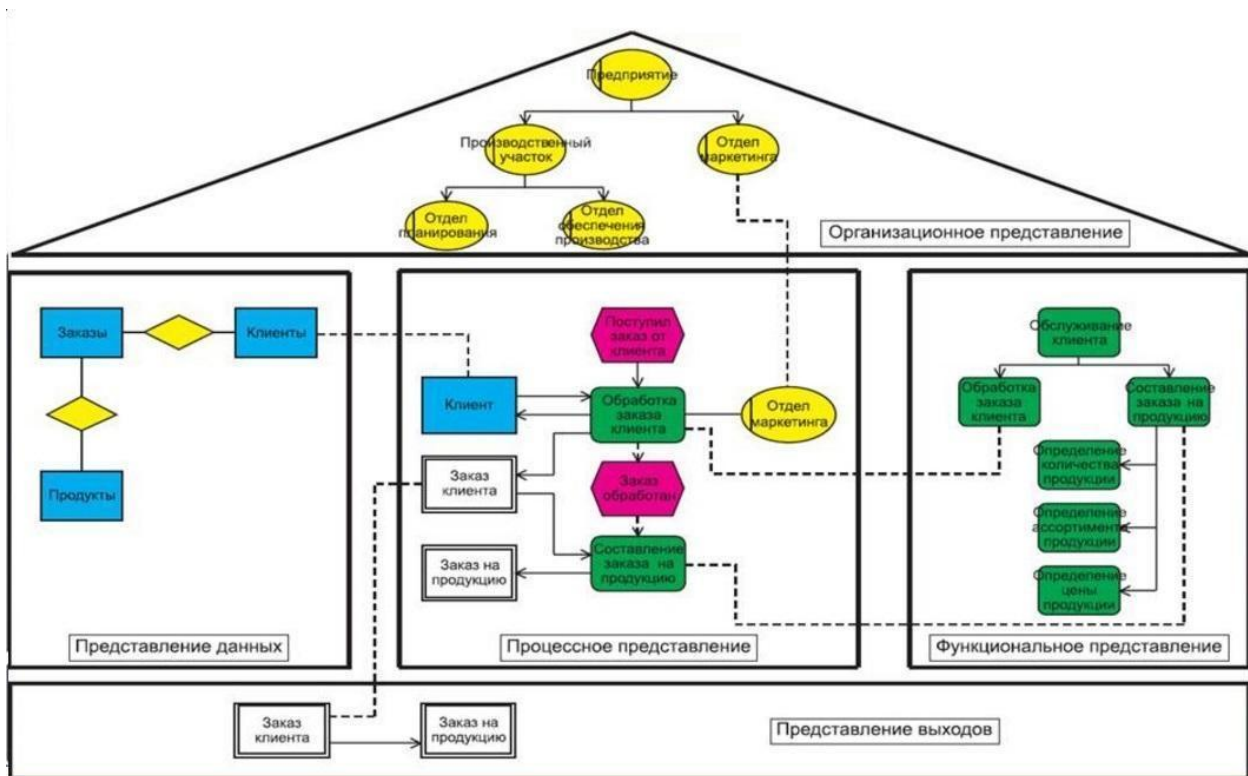 Предприятие
Производственный
участок
Отдел
маркетинга
Отдел
планирования
Отдел
обеспечения
производства
Организационное представление
Заказы
Клиенты
Продукты
Представление данных
Поступил
заказ от
клиента
Клиент
Обработка
заказа
клиента
Отдел
маркетинга
Заказ
клиента
Заказ
обработан
Заказ на
продукцию
Составление
заказа на
продукцию
Процессное представление
Обслуживание
клиента
Обработка
заказа
клиента
Составление
заказа на
продукцию
Определение
количества
продукции
Определение
ассортимента
продукции
Определение
цены
продукции
Функциональное представление
Заказ
клиента
Заказ на
продукцию
Представление выходов